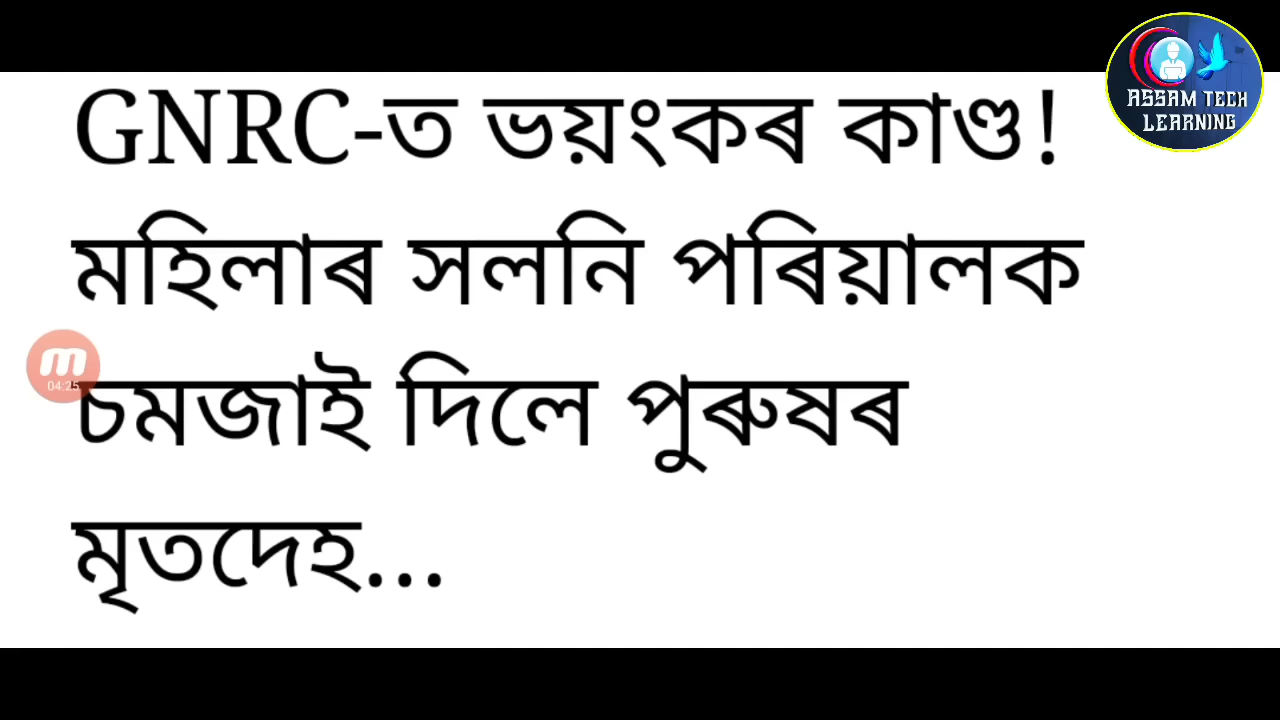 GNRC-ত ভয়ংকৰ কাণ্ড!
মহিলাৰ সলনি পৰিয়ালক
চমজাই দিলে পুৰুষৰ
মৃতদেহ...
ASSAM TECH
LEARNING
m
04:25